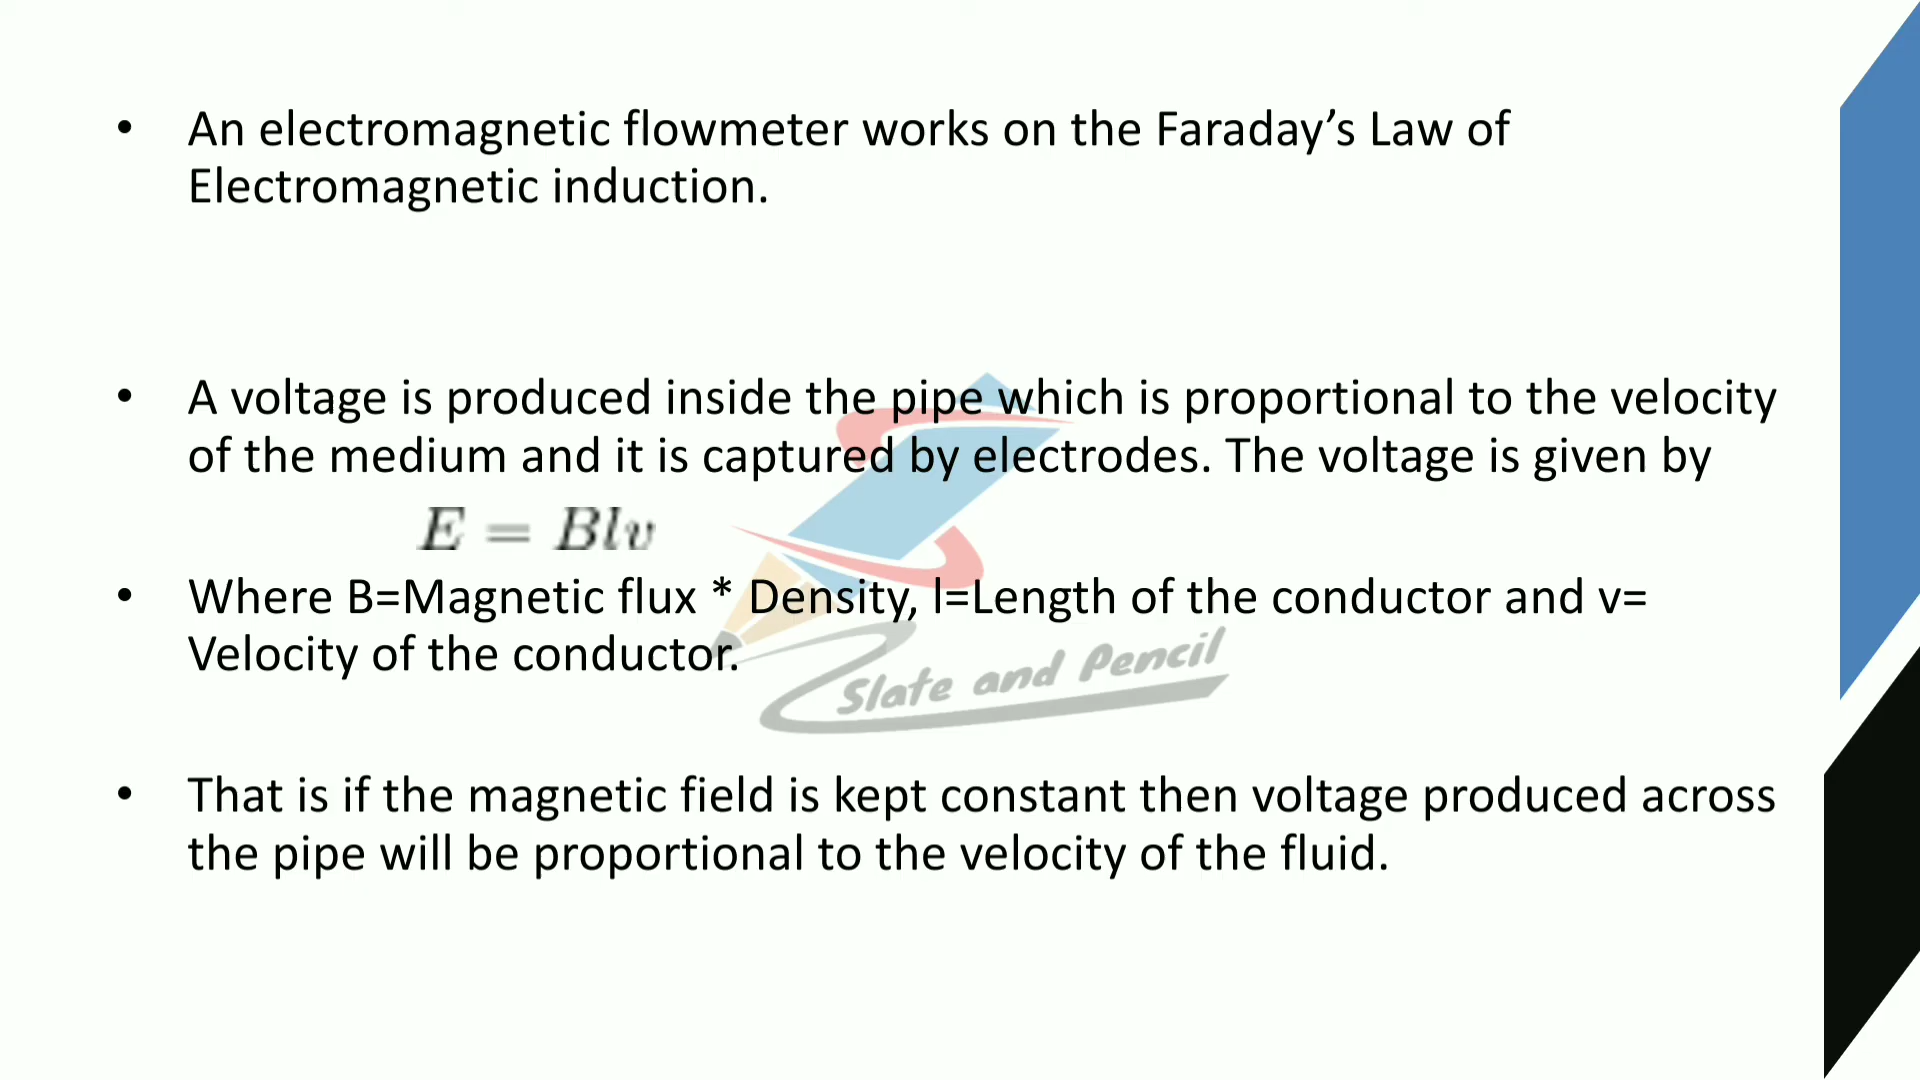 • An electromagnetic flowmeter works on the Faraday’s Law of
Electromagnetic induction.
• A voltage is produced inside the pipe which is proportional to the velocity
of the medium and it is captured by electrodes. The voltage is given by
E = Blv
• Where B=Magnetic flux * Density, l=Length of the conductor and v=
Velocity of the conductor.
Slate and Pencil
• That is if the magnetic field is kept constant then voltage produced across
the pipe will be proportional to the velocity of the fluid.